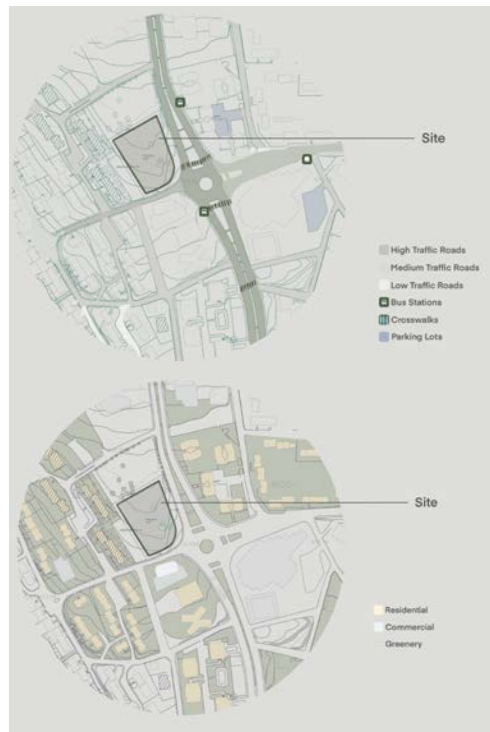 Site
High Traffic Roads
Medium Traffic Roads
Low Traffic Roads
Bus Stations
Crosswalks
Parking Lots
Site
Residential
Commercial
Greenery